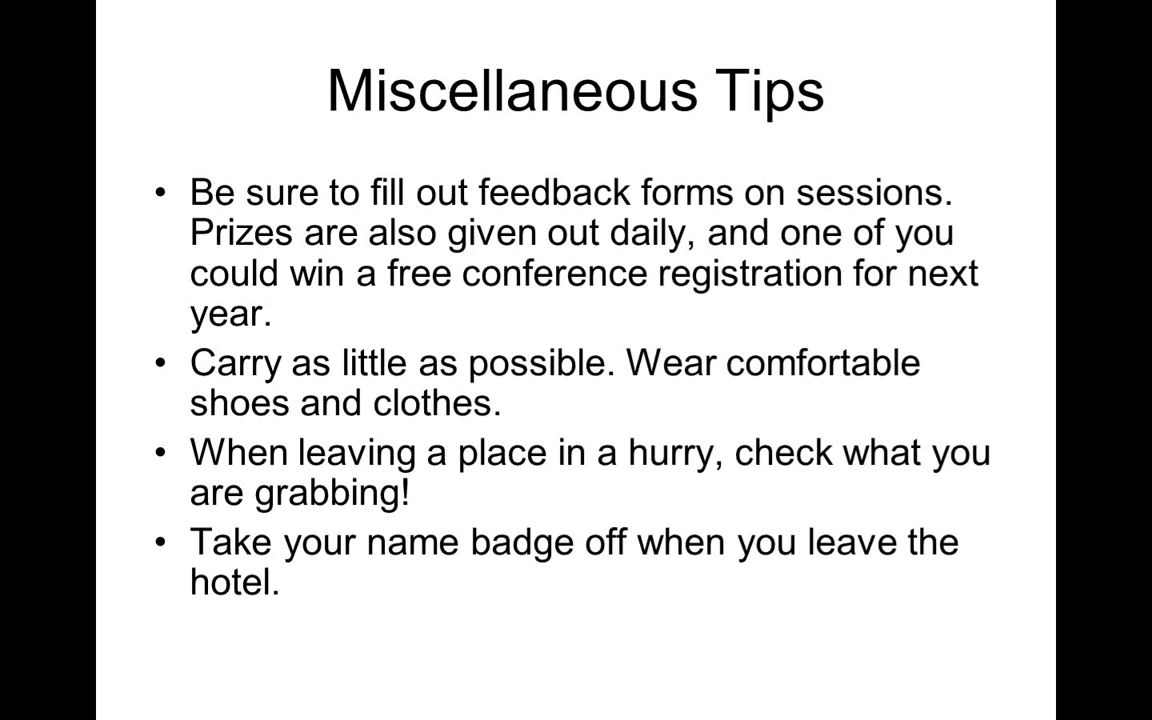 Miscellaneous Tips
• Be sure to fill out feedback forms on sessions.
Prizes are also given out daily, and one of you
could win a free conference registration for next
year.
• Carry as little as possible. Wear comfortable
shoes and clothes.
• When leaving a place in a hurry, check what you
are grabbing!
• Take your name badge off when you leave the
hotel.